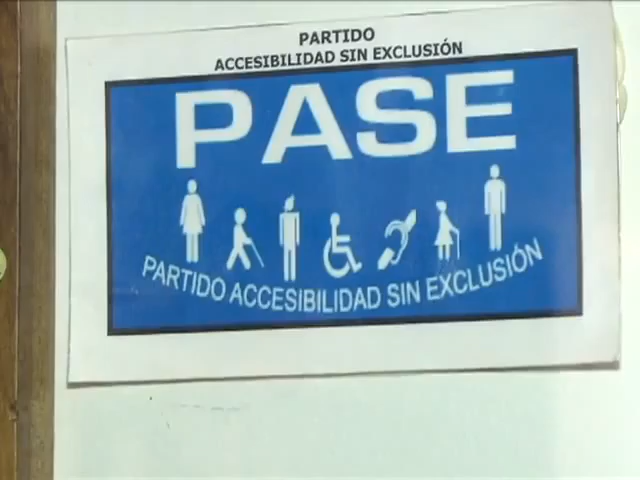 PARTIDO
ACCESIBILIDAD SIN EXCLUSIÓN
PASE
PARTIDO ACCESIBILIDAD SIN EXCLUSIÓN